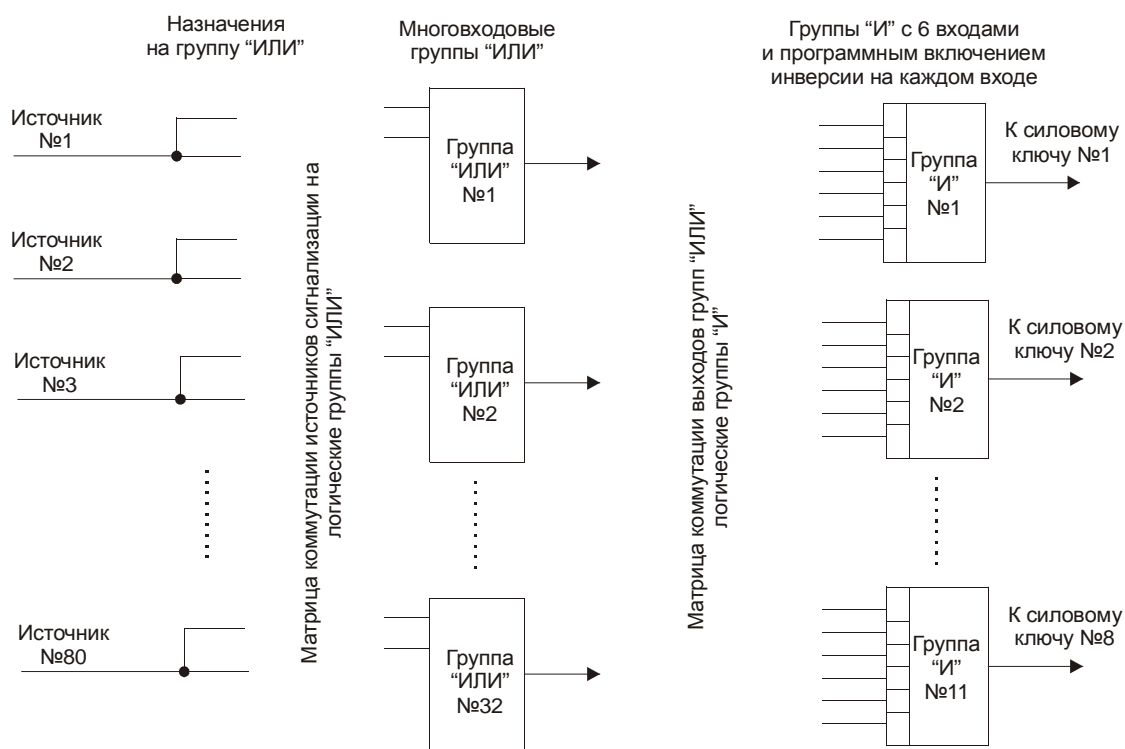 Назначения
на группу “ИЛИ”
Многовходовые
группы “ИЛИ”
Группы “И” с 6 входами
и программным включением
инверсии на каждом входе
Источник
№1
Источник
№2
Источник
№3
Источник
№80
Матрица коммутации источников сигнализации на
логические группы “ИЛИ”
Группа
“ИЛИ”
№1
Группа
“ИЛИ”
№2
Группа
“ИЛИ”
№32
Матрица коммутации выходов групп “ИЛИ”
логические группы “И”
Группа
“И”
№1
К силовому
ключу №1
Группа
“И”
№2
К силовому
ключу №2
Группа
“И”
№11
К силовому
ключу №8